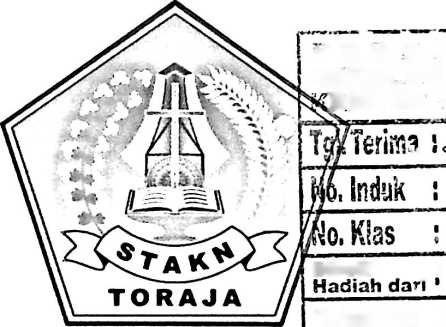 STAKN
TORAJA
Tgl. Terima :
No. Induk :
No. Klas :
Hadiah dari :